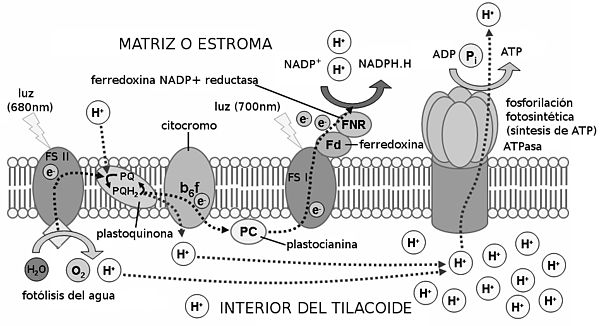 MATRIZ O ESTROMA
H⁺
H⁺
H⁺
NADP⁺
NADPH.H
ADP
Pi
ATP
ferredoxina NADP+ reductasa
luz
(680nm)
H⁺
luz (700nm)
citocromo
e⁻
e⁻
FNR
Fd
ferredoxina
fosforilación
fotosintética
(síntesis de ATP)
ATPasa
FS II
e⁻
PQ
PQH₂
b₆f
e⁻
FS I
e⁻
plastoquinona
PC
plastocianina
H₂O
O₂
H⁺
fotólisis del agua
H⁺
H⁺
INTERIOR DEL TILACOIDE
H⁺
H⁺
H⁺
H⁺
H⁺
H⁺
H⁺
H⁺
H⁺
H⁺